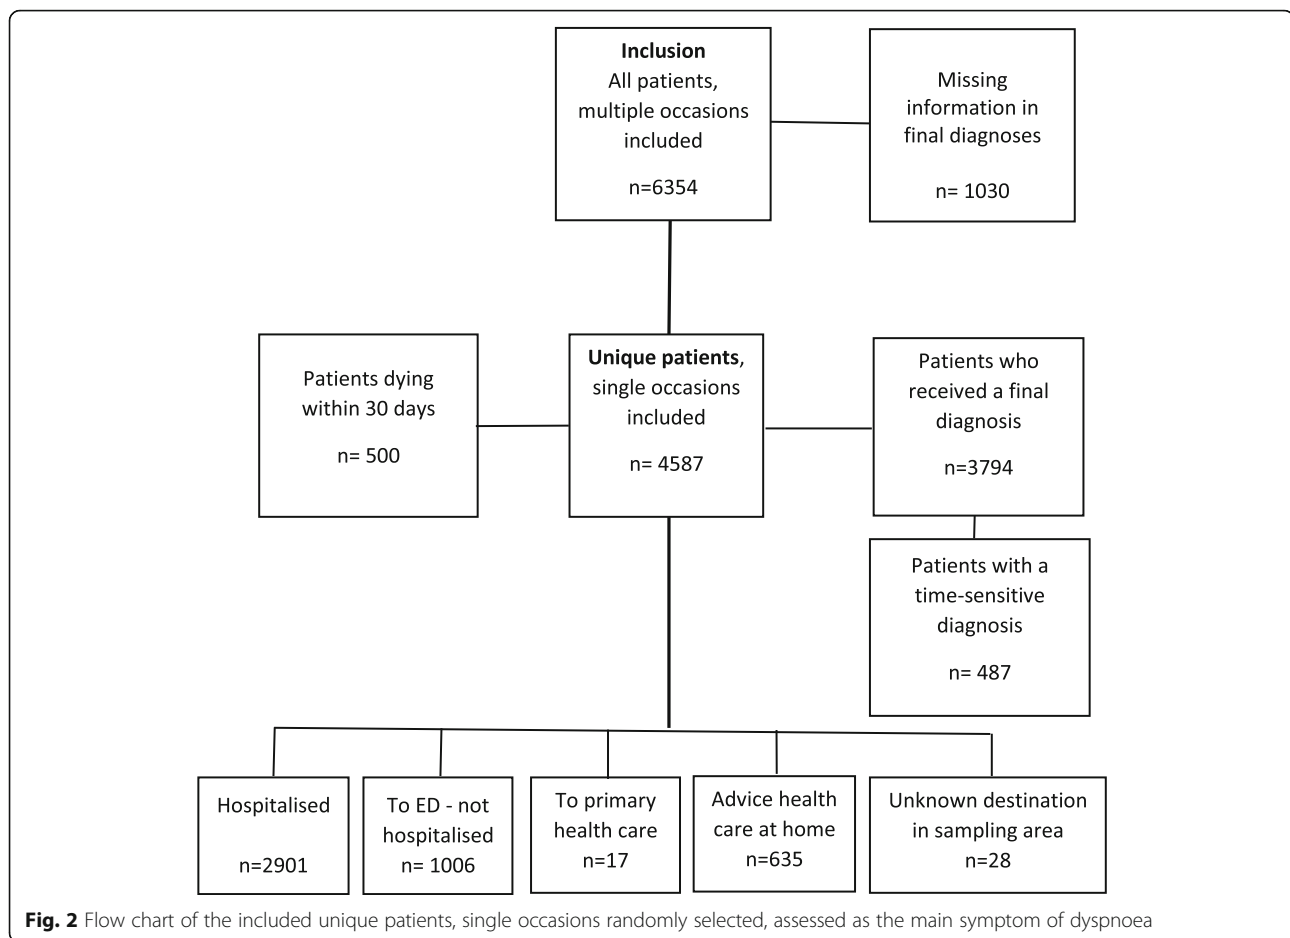 Inclusion
All patients,
multiple occasions
included
n=6354
Missing
information in
final diagnoses
n= 1030
Patients dying
within 30 days
n= 500
Unique patients,
single occasions
included
n= 4587
Patients who
received a final
diagnosis
n=3794
Patients with a
time-sensitive
diagnosis
n= 487
Hospitalised
n=2901
To ED - not
hospitalised
n= 1006
To primary
health care
n=17
Advice health
care at home
n=635
Unknown destination
in sampling area
n=28
Fig. 2 Flow chart of the included unique patients, single occasions randomly selected, assessed as the main symptom of dyspnoea